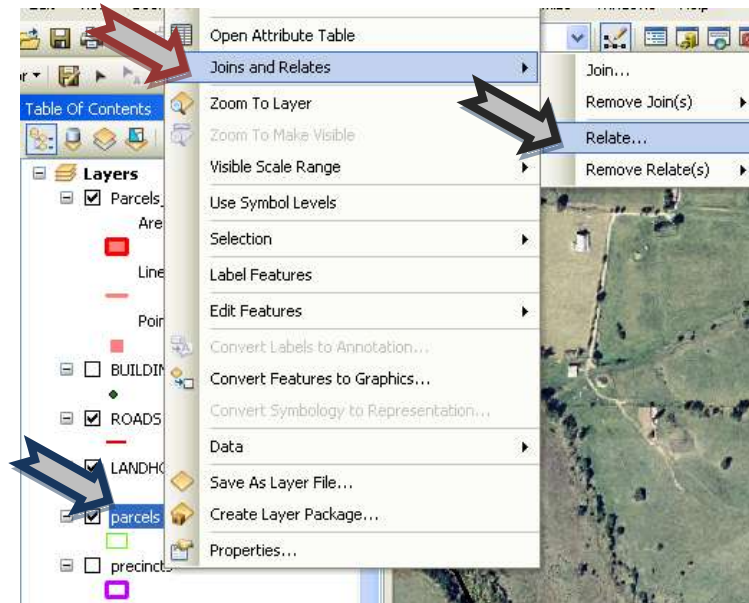 Open Attribute Table
Joins and Relates
Zoom To Layer
Zoom To Make Visible
Visible Scale Range
Use Symbol Levels
Selection
Label Features
Edit Features
Convert Labels to Annotation...
Convert Features to Graphics...
Convert Symbology to Representation...
Data
Save As Layer File...
Create Layer Package...
Properties...
Join...
Remove Join(s)
Relate...
Remove Relate(s)
Table Of Contents
Layers
Parcels_
Are
Line
Poir
BUILDIN
ROADS
LANDHO
parcels
precincts